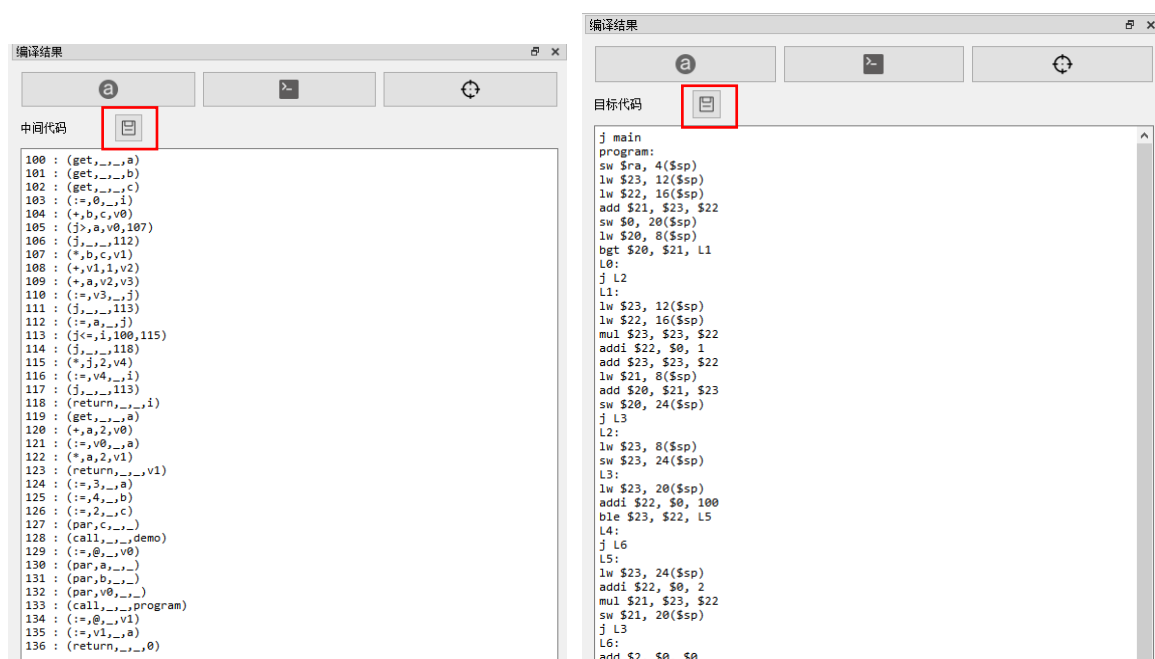 编译结果
中间代码
100 : (get,_,_,a)
101 : (get,_,_,b)
102 : (get,_,_,c)
103 : (:=,0,_,i)
104 : (+,b,c,v0)
105 : (j>,a,v0,107)
106 : (j,_,_,112)
107 : (*,b,c,v1)
108 : (+,v1,1,v2)
109 : (+,a,v2,v3)
110 : (:=,v3,_,j)
111 : (j,_,_,113)
112 : (:=,a,_,j)
113 : (j<=,i,100,115)
114 : (j,_,_,118)
115 : (*,j,2,v4)
116 : (:=,v4,_,i)
117 : (j,_,_,113)
118 : (return,_,_,i)
119 : (get,_,_,a)
120 : (+,a,2,v0)
121 : (:=,v0,_,a)
122 : (*,a,2,v1)
123 : (return,_,_,v1)
124 : (:=,3,_,a)
125 : (:=,4,_,b)
126 : (:=,2,_,c)
127 : (par,c,_,_)
128 : (call,_,_,demo)
129 : (:=,@,_,v0)
130 : (par,a,_,_)
131 : (par,b,_,_)
132 : (par,v0,_,_)
133 : (call,_,_,program)
134 : (:=,@,_,v1)
135 : (:=,v1,_,a)
136 : (return,_,_,0)
编译结果
目标代码
j main
program:
sw $ra, 4($sp)
lw $23, 12($sp)
lw $22, 16($sp)
add $21, $23, $22
sw $0, 20($sp)
lw $20, 8($sp)
bgt $20, $21, L1
L0:
j L2
L1:
lw $23, 12($sp)
lw $22, 16($sp)
mul $23, $23, $22
addi $22, $0, 1
add $23, $23, $22
lw $21, 8($sp)
add $20, $21, $23
sw $20, 24($sp)
j L3
L2:
lw $23, 8($sp)
sw $23, 24($sp)
L3:
lw $23, 20($sp)
addi $22, $0, 100
ble $23, $22, L5
L4:
j L6
L5:
lw $23, 24($sp)
addi $22, $0, 2
mul $21, $23, $22
sw $21, 20($sp)
j L3
L6:
add $2, $0, $0